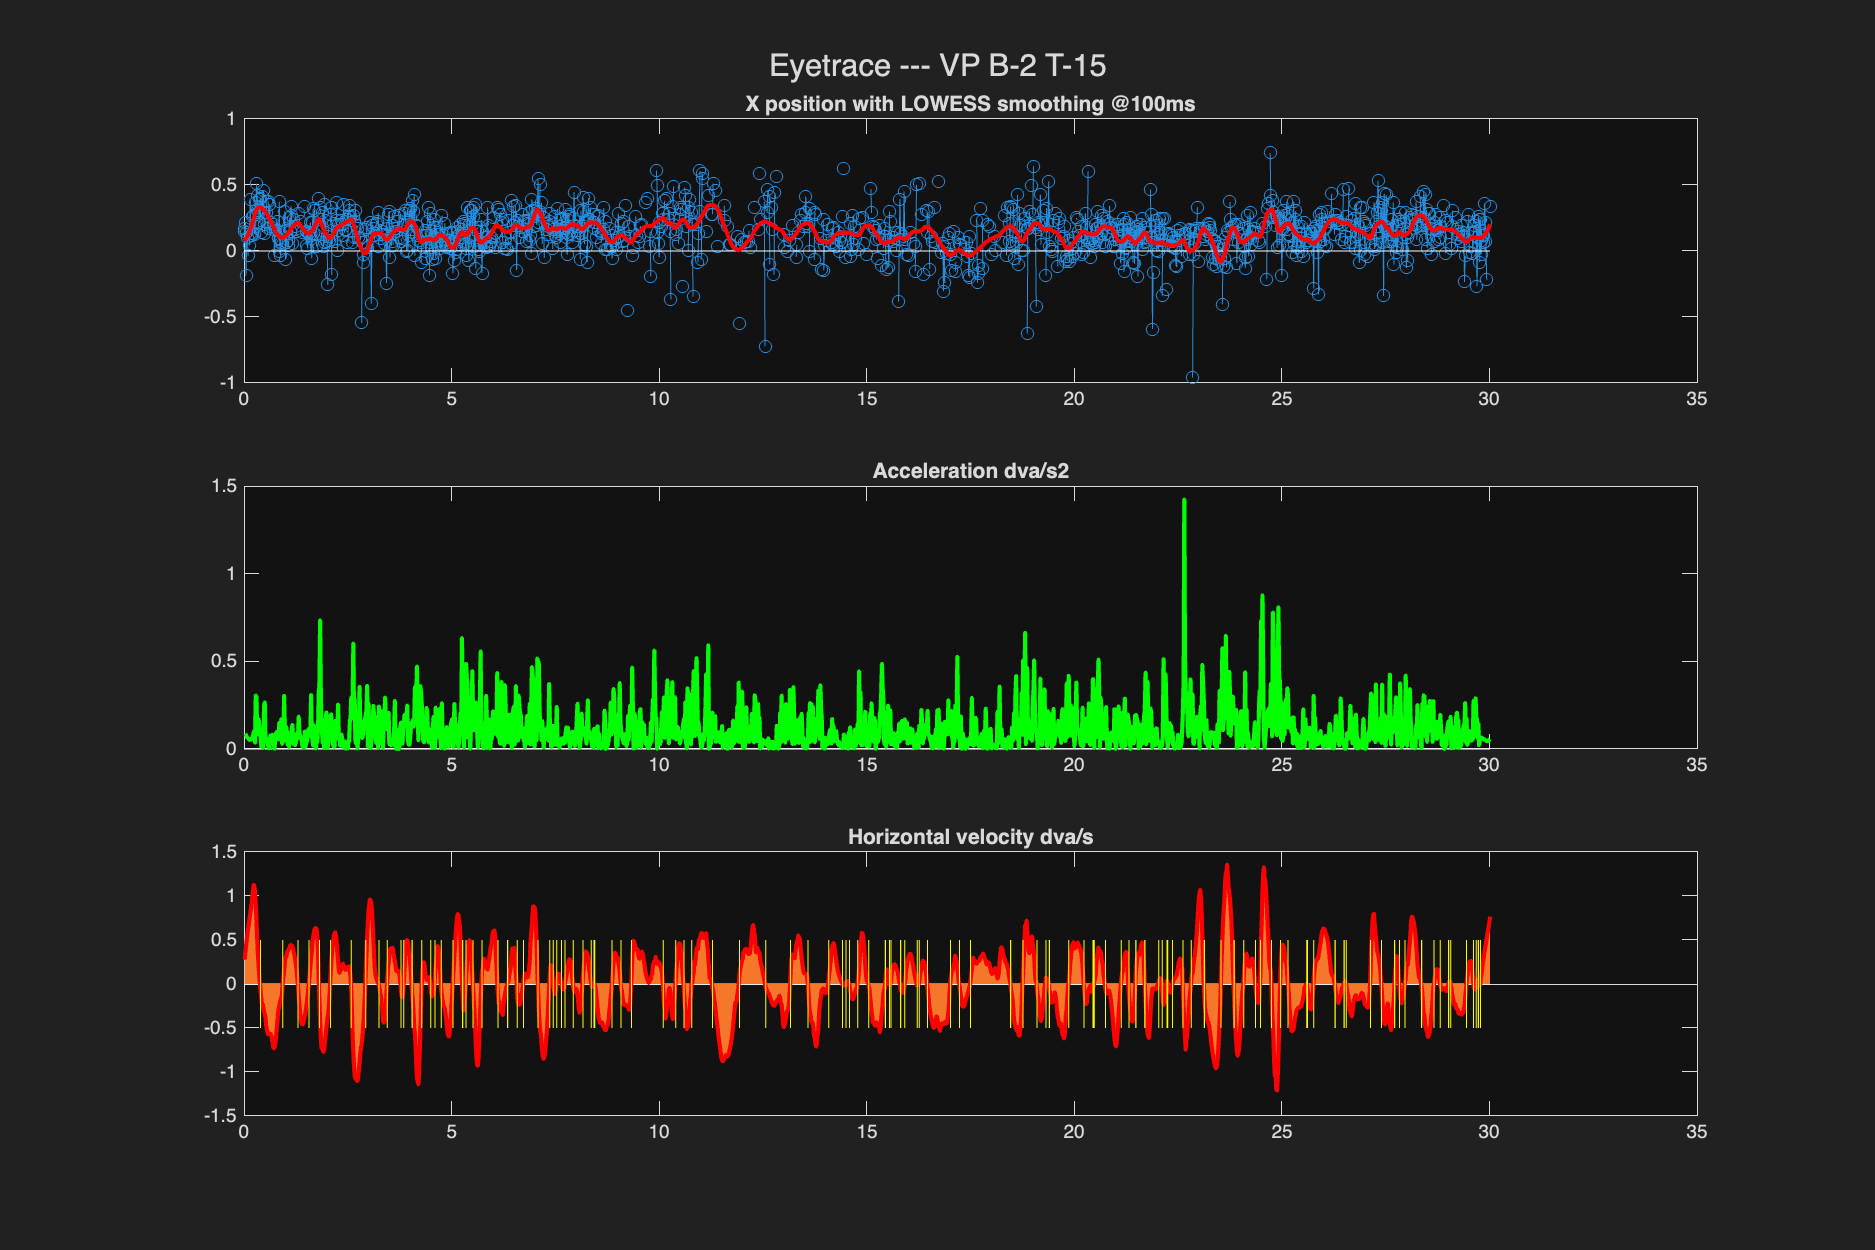 Eyetrace --- VP B-2 T-15
X position with LOWESS smoothing @100ms
1
0.5
0
-0.5
-1
0 5 10 15 20 25 30 35
Acceleration dva/s2
1.5
1
0.5
0
0 5 10 15 20 25 30 35
Horizontal velocity dva/s
1.5
1
0.5
0
-0.5
-1
-1.5
0 5 10 15 20 25 30 35